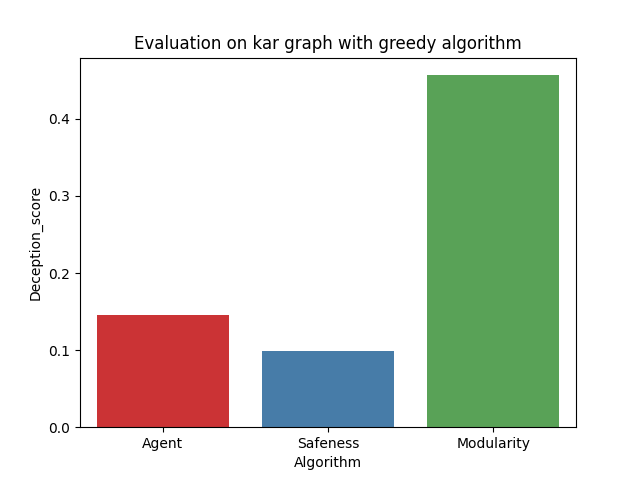 Evaluation on kar graph with greedy algorithm
Deception_score
0.4
0.3
0.2
0.1
0.0
Agent Safeness Modularity
Algorithm